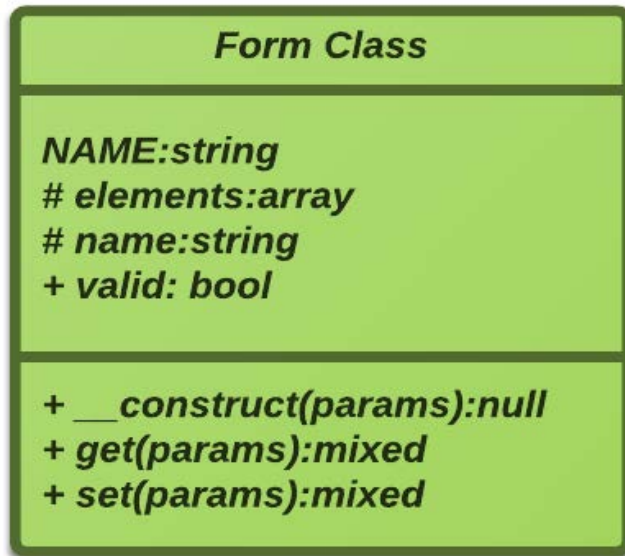 Form Class
NAME:string
# elements:array
# name:string
+ valid: bool
+ __construct(params):null
+ get(params):mixed
+ set(params):mixed